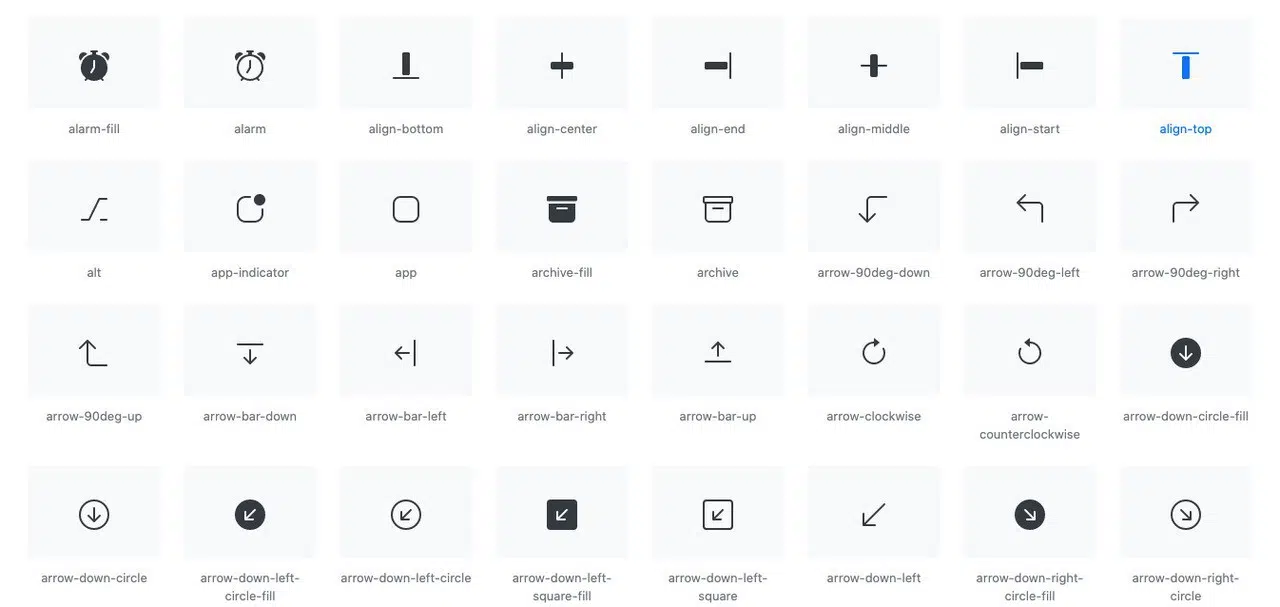 alarm-fill
alarm
align-bottom
align-center
align-end
align-middle
align-start
align-top
alt
app-indicator
app
archive-fill
archive
arrow-90deg-down
arrow-90deg-left
arrow-90deg-right
arrow-90deg-up
arrow-bar-down
arrow-bar-left
arrow-bar-right
arrow-bar-up
arrow-clockwise
arrow-
counterclockwise
arrow-down-circle-fill
arrow-down-circle
arrow-down-left-
circle-fill
arrow-down-left-circle
arrow-down-left-
square-fill
arrow-down-left-
square
arrow-down-left
arrow-down-right-
circle-fill
arrow-down-right-
circle